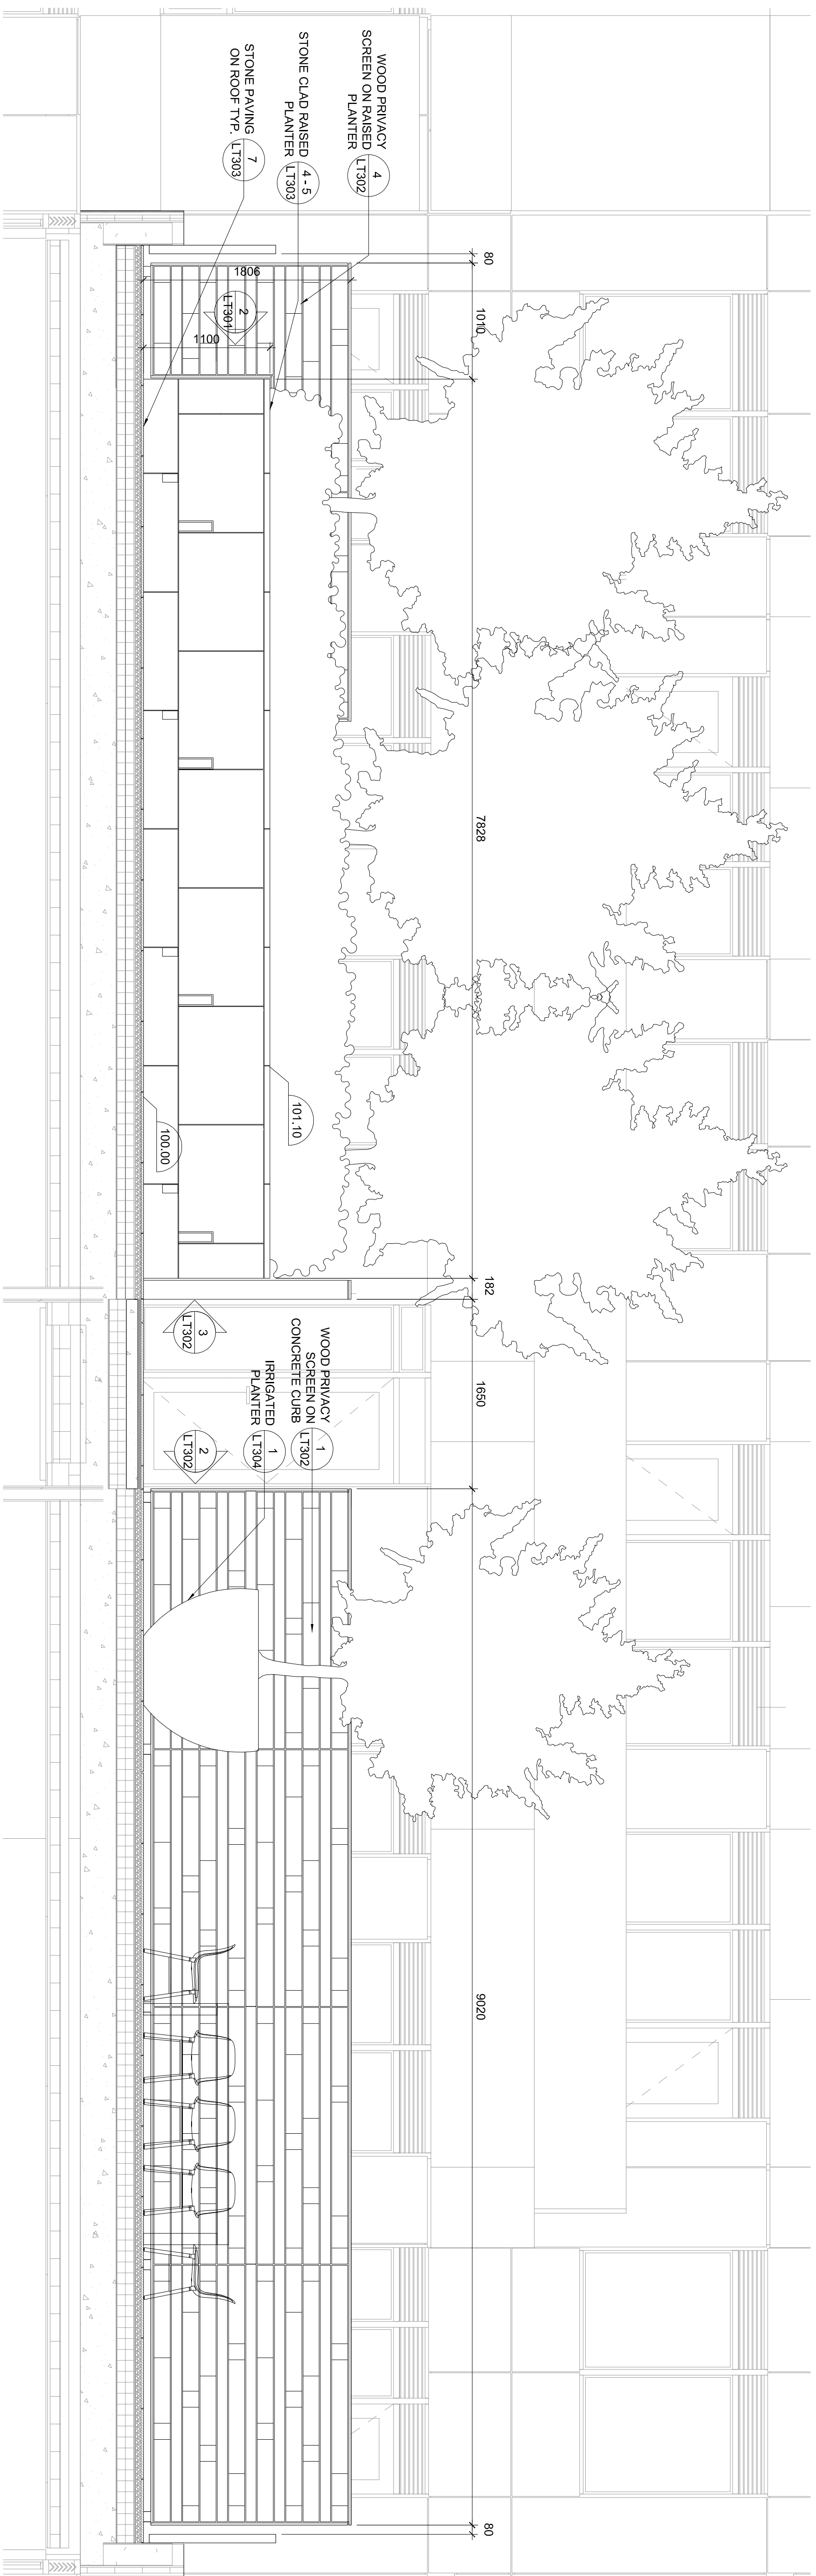 WOOD PRIVACY
SCREEN ON RAISED
PLANTER
4
LT302
STONE CLAD RAISED
PLANTER
4 - 5
LT303
STONE PAVING
ON ROOF TYP.
7
LT303
80
1010
7828
182
1650
9020
80
1806
1100
2
LT301
101.10
100.00
3
LT302
WOOD PRIVACY
SCREEN ON
CONCRETE CURB
1
LT302
IRRIGATED
PLANTER
1
LT304
2
LT302